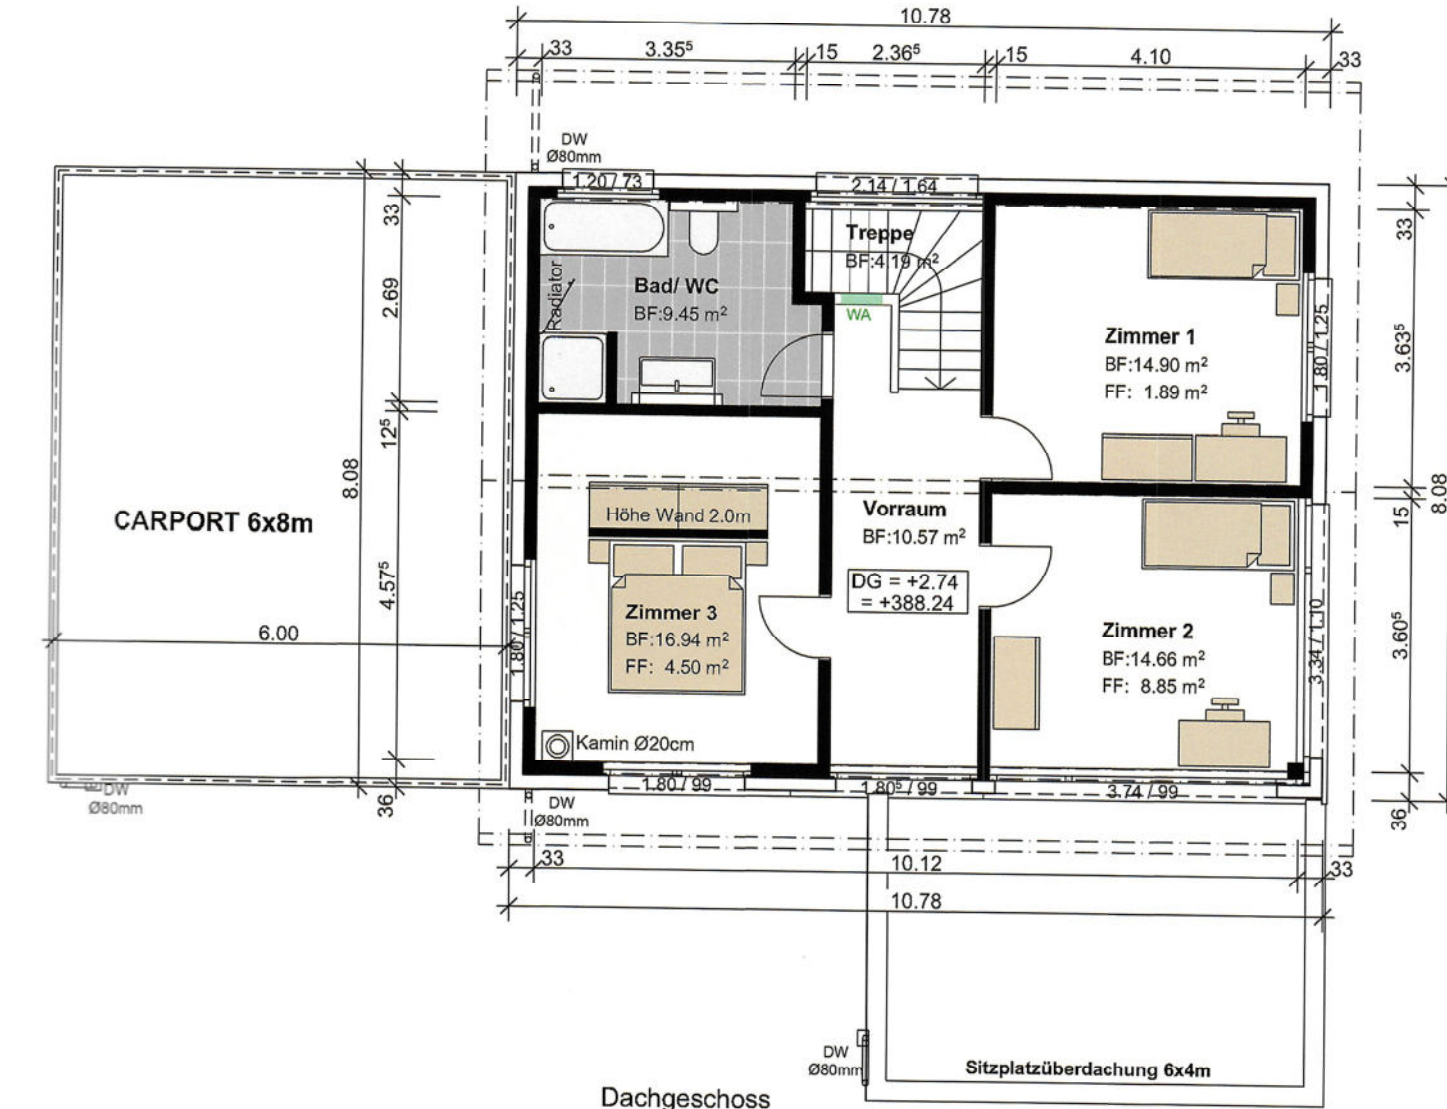 10.78
33 3.35⁵ 15 2.36⁵ 15 4.10 33
DW
Ø80mm
1.20 / 73
2.14 / 1.64
33
2.69
12⁵
4.57⁵
36
8.08
6.00
CARPORT 6x8m
DW
Ø80mm
Radiator
Bad/ WC
BF:9.45 m²
Treppe
BF:4.19 m²
WA
Zimmer 1
BF:14.90 m²
FF: 1.89 m²
1.80 / 1.25
33
3.63⁵
15
3.60⁵
36
8.08
Höhe Wand 2.0m
Vorraum
BF:10.57 m²
DG = +2.74
= +388.24
Zimmer 3
BF:16.94 m²
FF: 4.50 m²
1.80 / 1.25
Zimmer 2
BF:14.66 m²
FF: 8.85 m²
3.34 / 1.10
Kamin Ø20cm
1.80 / 99
1.80⁵ / 99
3.74 / 99
DW
Ø80mm
33 10.12 33
10.78
DW
Ø80mm
Sitzplatzüberdachung 6x4m
Dachgeschoss